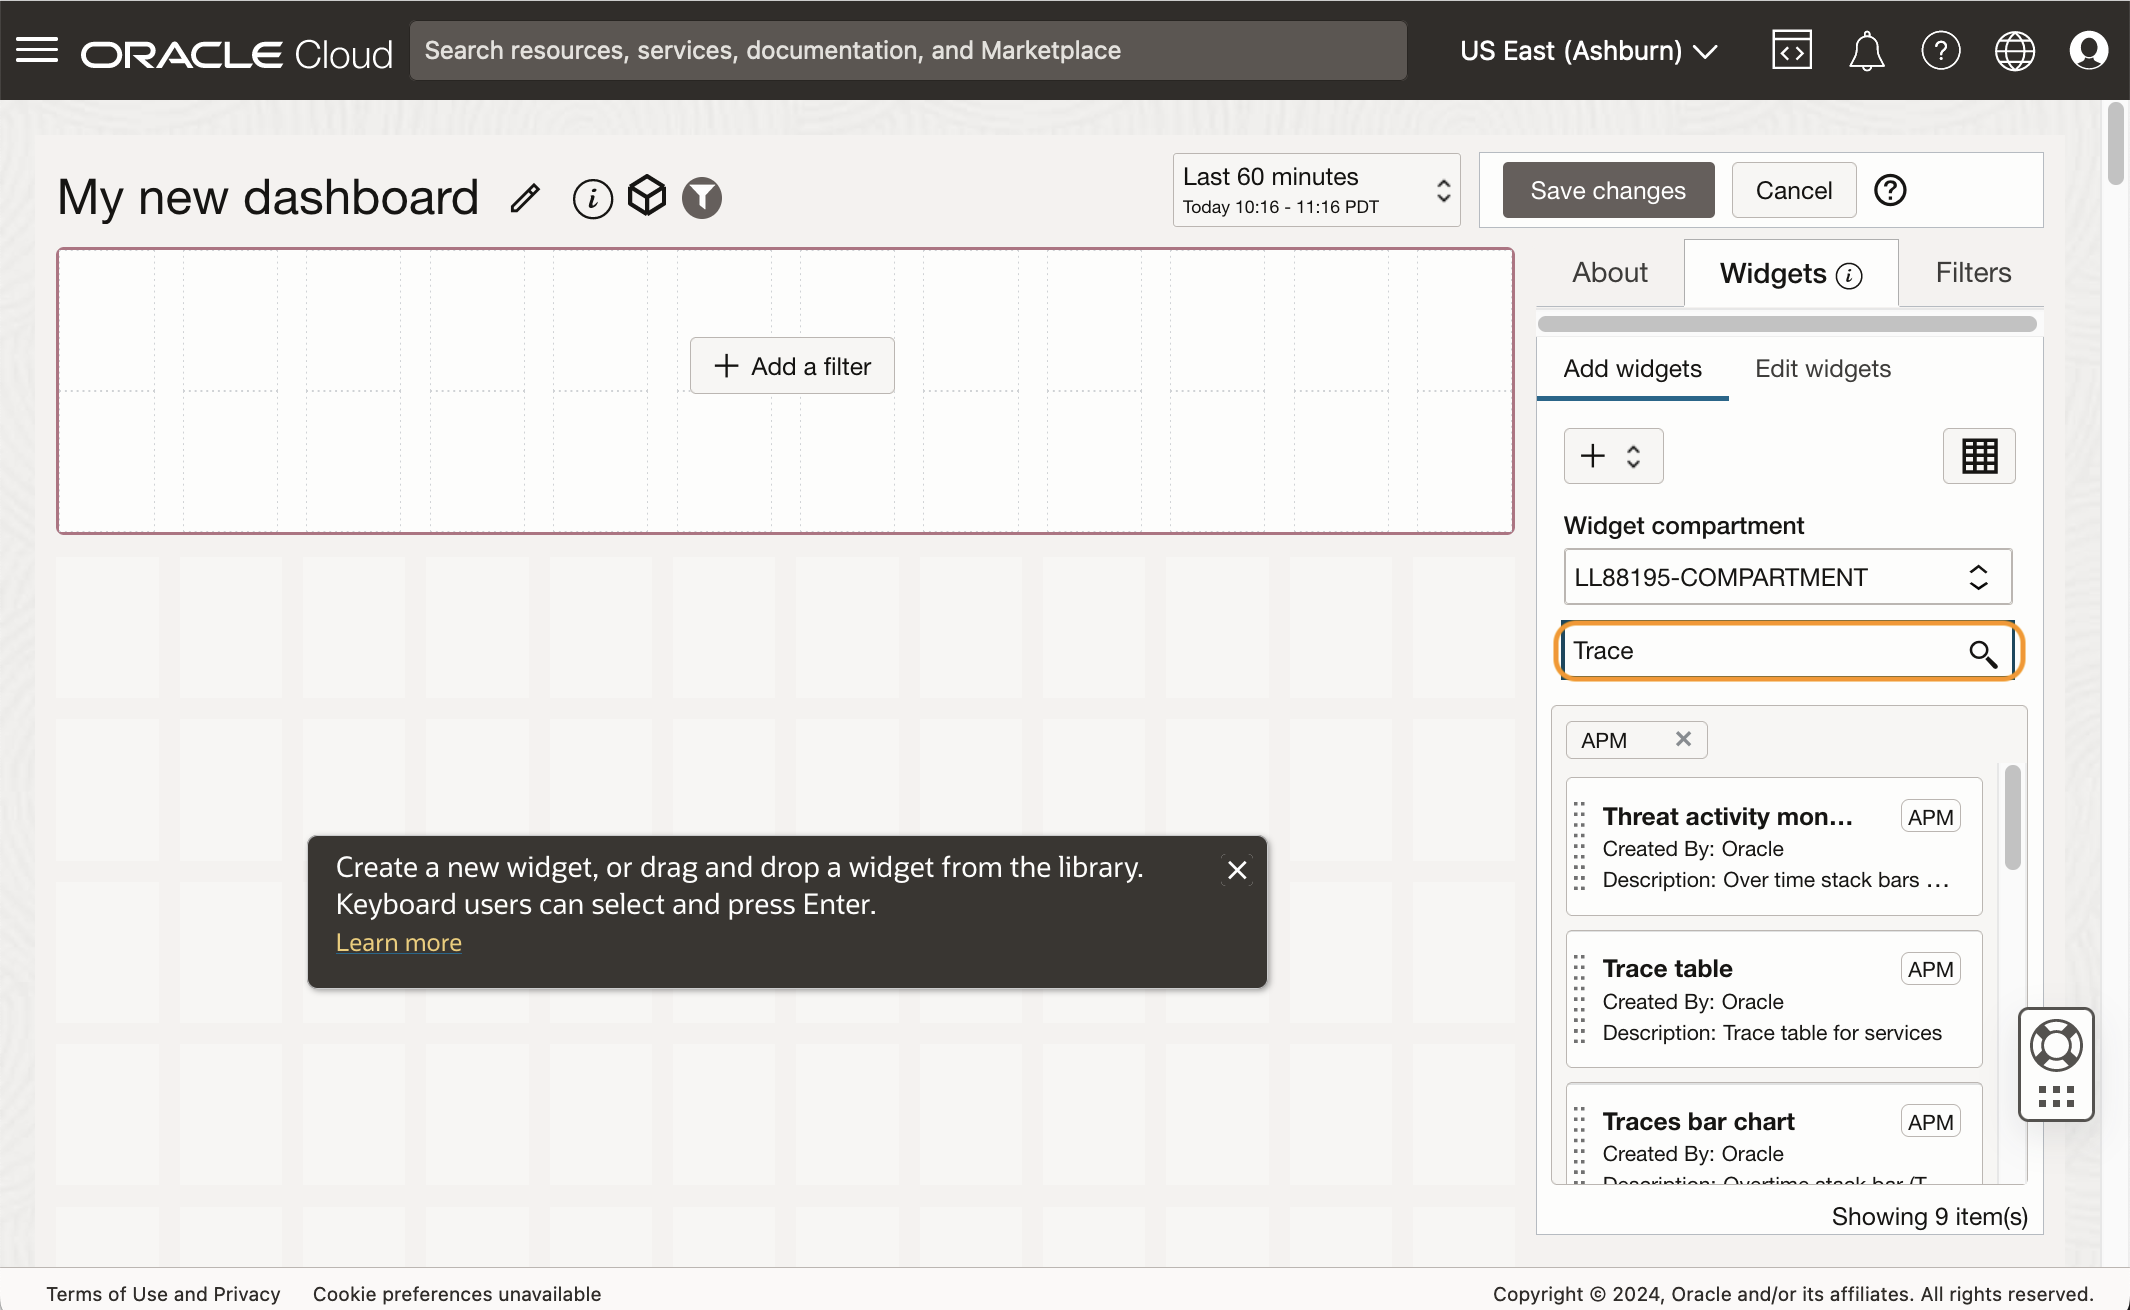 ORACLE Cloud
Search resources, services, documentation, and Marketplace
US East (Ashburn)
My new dashboard
Last 60 minutes
Today 10:16 - 11:16 PDT
Save changes
Cancel
Add a filter
About
Widgets
Filters
Add widgets
Edit widgets
Widget compartment
LL88195-COMPARTMENT
Trace
APM
Threat activity mon...
APM
Created By: Oracle
Description: Over time stack bars ...
Trace table
APM
Created By: Oracle
Description: Trace table for services
Traces bar chart
APM
Created By: Oracle
Description: Overtime stack bar (T
Showing 9 item(s)
Create a new widget, or drag and drop a widget from the library.
Keyboard users can select and press Enter.
Learn more
Terms of Use and Privacy
Cookie preferences unavailable
Copyright © 2024, Oracle and/or its affiliates. All rights reserved.